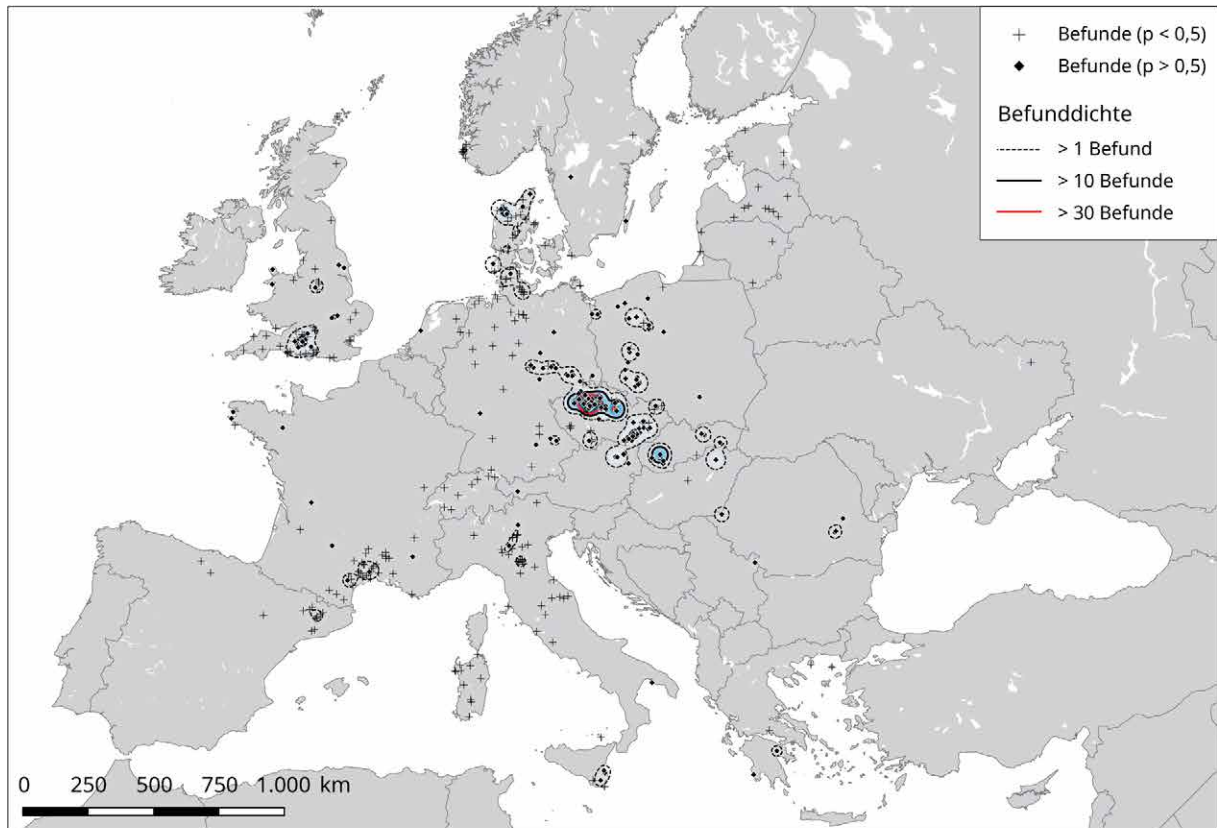 Befunde (p < 0,5)
Befunde (p > 0,5)
Befunddichte
> 1 Befund
> 10 Befunde
> 30 Befunde
0 250 500 750 1.000 km